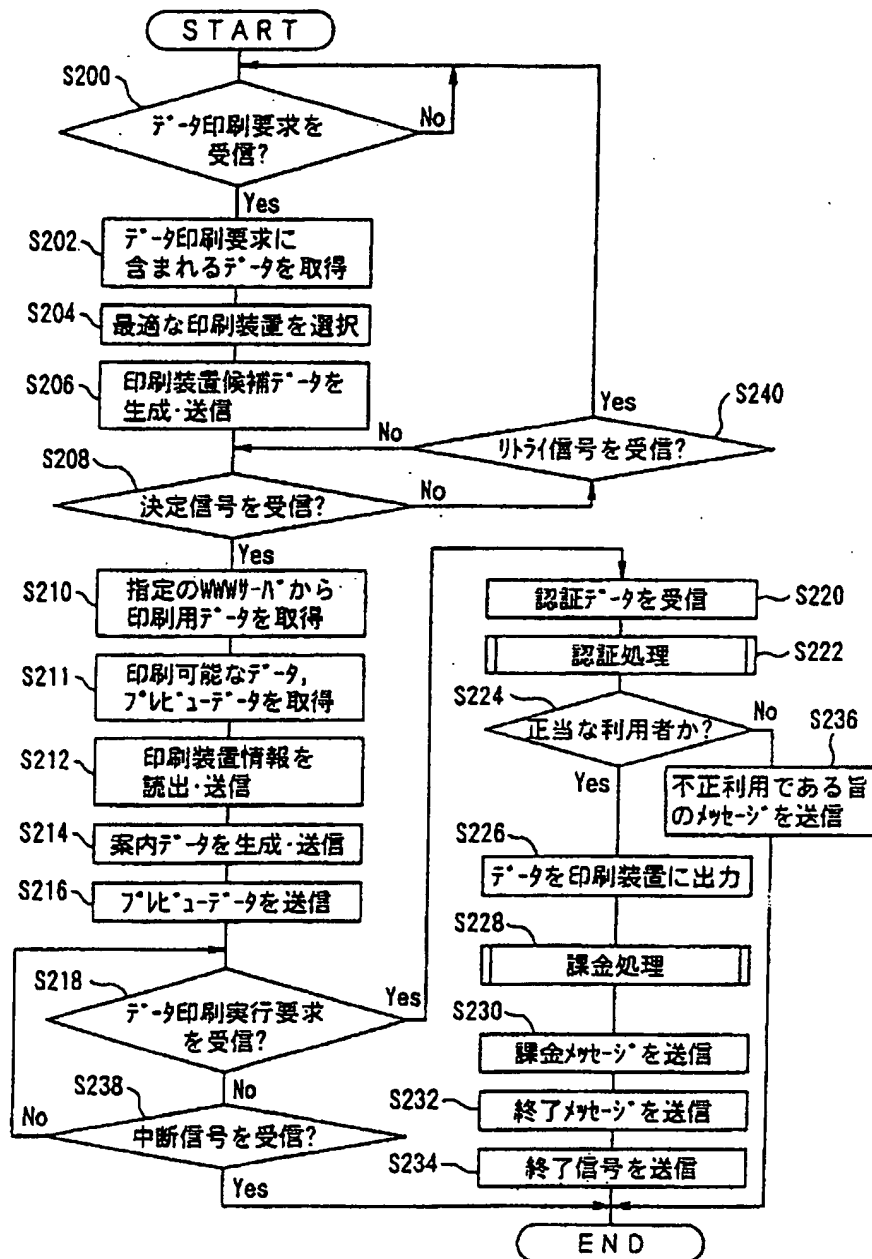 START
S200
データ印刷要求を
受信?
No
Yes
S202
データ印刷要求に
含まれるデータを取得
S204
最適な印刷装置を選択
S206
印刷装置候補データを
生成・送信
Yes
S240
No
リトライ信号を受信?
S208
決定信号を受信?
No
Yes
S210
指定のWWWサーバから
印刷用データを取得
S211
印刷可能なデータ,
プレビューデータを取得
S212
印刷装置情報を
読出・送信
S214
案内データを生成・送信
S216
プレビューデータを送信
S218
データ印刷実行要求
を受信?
Yes
No
S238
No
中断信号を受信?
Yes
認証データを受信
S220
認証処理
S222
S224
正当な利用者か?
No
S236
Yes
不正利用である旨
のメッセージを送信
S226
データを印刷装置に出力
S228
課金処理
S230
課金メッセージを送信
S232
終了メッセージを送信
S234
終了信号を送信
END